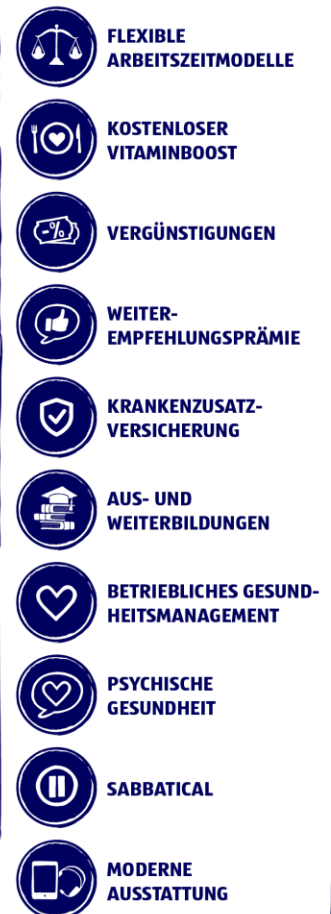 FLEXIBLE
ARBEITSZEITMODELLE
KOSTENLOSER
VITAMINBOOST
-%
VERGÜNSTIGUNGEN
WEITER-
EMPFEHLUNGSPRÄMIE
KRANKENZUSATZ-
VERSICHERUNG
AUS- UND
WEITERBILDUNGEN
BETRIEBLICHES GESUND-
HEITSMANAGEMENT
PSYCHISCHE
GESUNDHEIT
SABBATICAL
MODERNE
AUSSTATTUNG